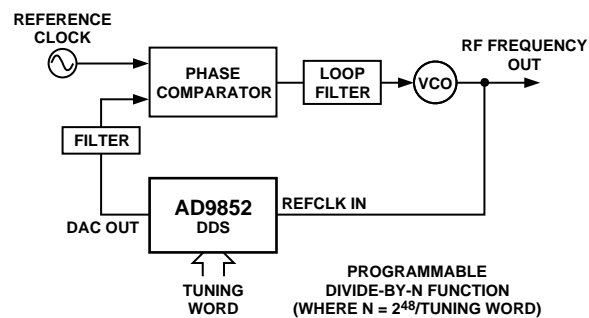 REFERENCE
CLOCK
PHASE
COMPARATOR
LOOP
FILTER
VCO
RF FREQUENCY
OUT
FILTER
DAC OUT
AD9852
DDS
REFCLK IN
TUNING
WORD
PROGRAMMABLE
DIVIDE-BY-N FUNCTION
(WHERE N = 2⁴⁸/TUNING WORD)